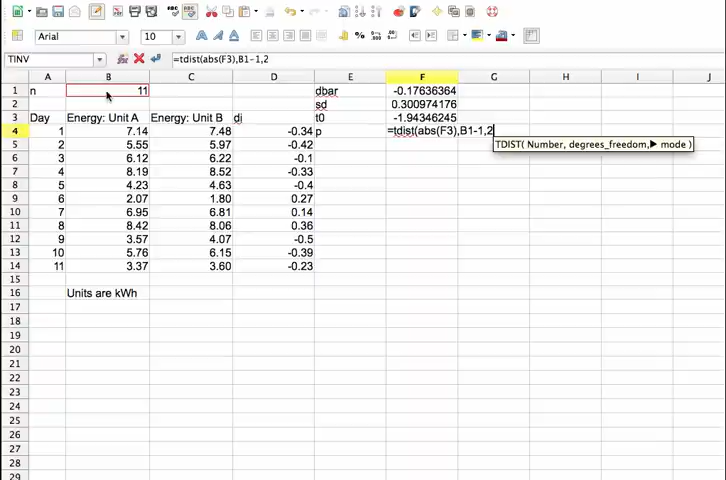 Arial 10
TINV =tdist(abs(F3),B1-1,2
A B C D E F G H I J
1 n 11 dbar -0.17636364
2 sd 0.300974176
3 Day Energy: Unit A Energy: Unit B di t0 -1.94346245
4 1 7.14 7.48 -0.34 p =tdist(abs(F3),B1-1,2
5 2 5.55 5.97 -0.42 TDIST( Number, degrees_freedom, mode )
6 3 6.12 6.22 -0.1
7 4 8.19 8.52 -0.33
8 5 4.23 4.63 -0.4
9 6 2.07 1.80 0.27
10 7 6.95 6.81 0.14
11 8 8.42 8.06 0.36
12 9 3.57 4.07 -0.5
13 10 5.76 6.15 -0.39
14 11 3.37 3.60 -0.23
15
16 Units are kWh
17
18
19
20
21
22
23
24
25
26
27
28
29